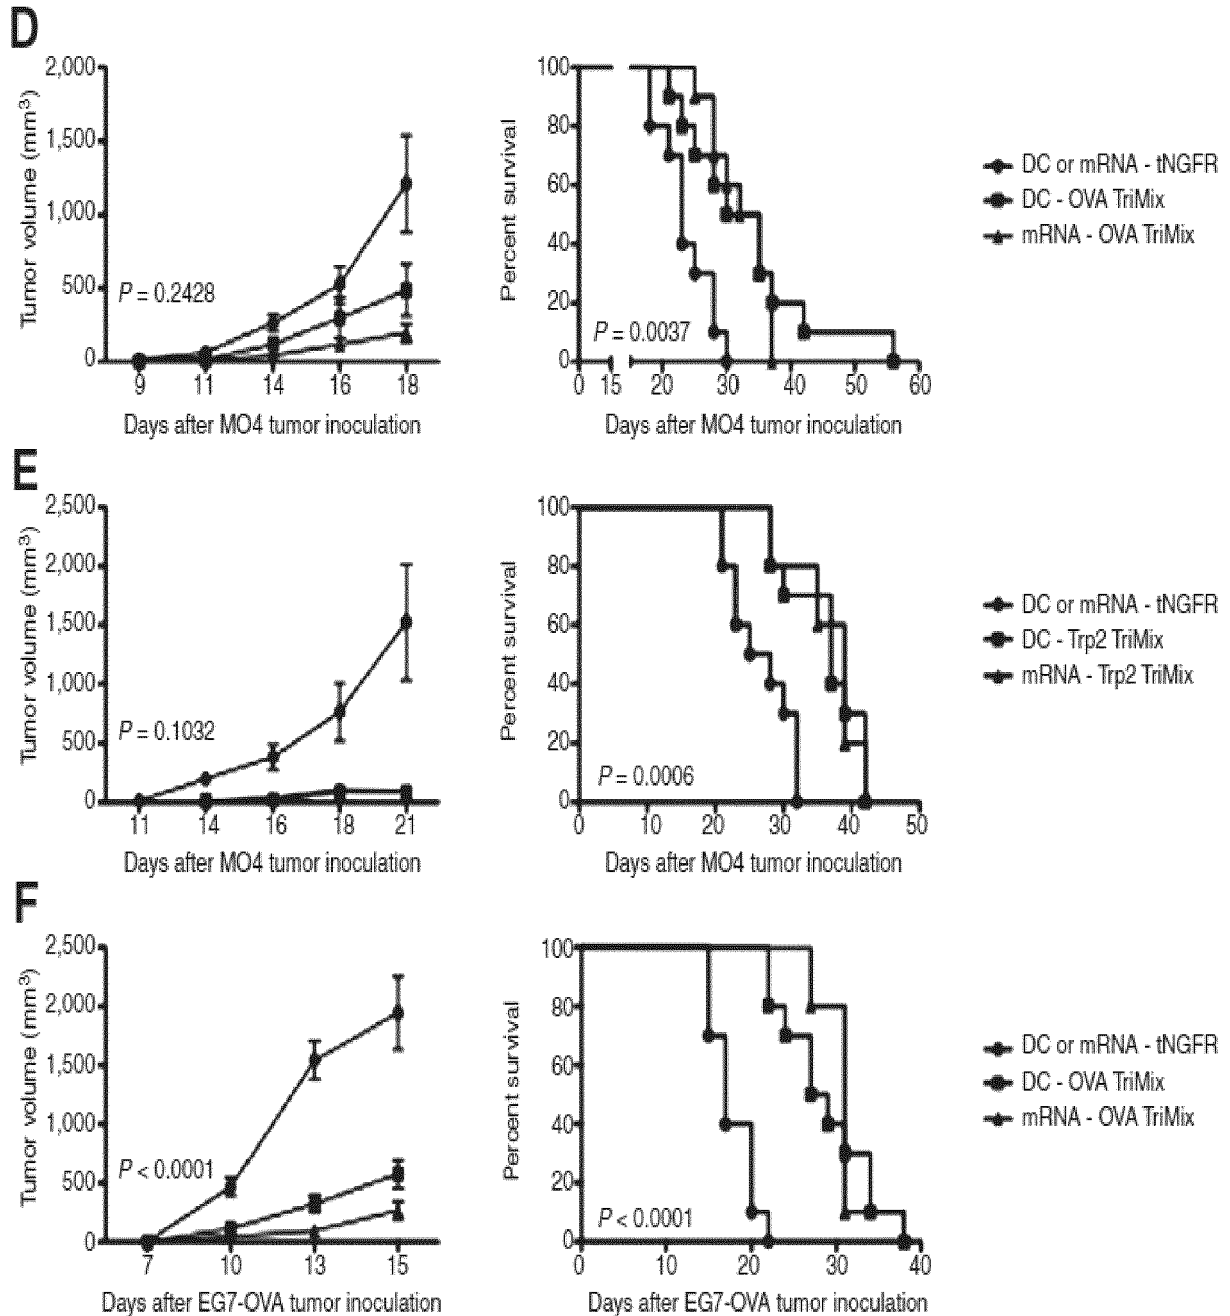 D
Tumor volume (mm³)
2,000
1,500
1,000
500
0
P = 0.2428
9 11 14 16 18
Days after MO4 tumor inoculation
Percent survival
100
80
60
40
20
0
P = 0.0037
0 15 20 30 40 50 60
Days after MO4 tumor inoculation
DC or mRNA - tNGFR
DC - OVA TriMix
mRNA - OVA TriMix
E
Tumor volume (mm³)
2,500
2,000
1,500
1,000
500
0
P = 0.1032
11 14 16 18 21
Days after MO4 tumor inoculation
Percent survival
100
80
60
40
20
0
P = 0.0006
0 10 20 30 40 50
Days after MO4 tumor inoculation
DC or mRNA - tNGFR
DC - Trp2 TriMix
mRNA - Trp2 TriMix
F
Tumor volume (mm³)
2,500
2,000
1,500
1,000
500
0
P < 0.0001
7 10 13 15
Days after EG7-OVA tumor inoculation
Percent survival
100
80
60
40
20
0
P < 0.0001
0 10 20 30 40
Days after EG7-OVA tumor inoculation
DC or mRNA - tNGFR
DC - OVA TriMix
mRNA - OVA TriMix